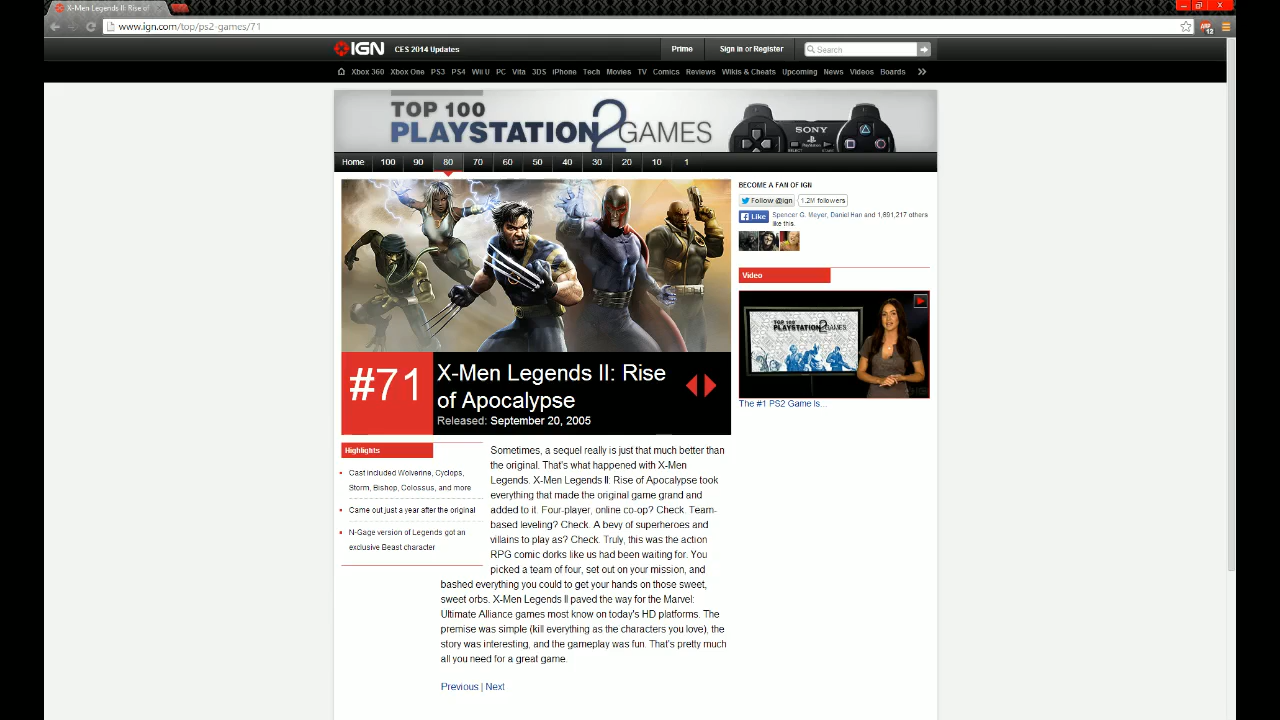 X-Men Legends II: Rise of
www.ign.com/top/ps2-games/71
IGN CES 2014 Updates Prime Sign in or Register Search
Xbox 360 Xbox One PS3 PS4 Wii U PC Vita 3DS iPhone Tech Movies TV Comics Reviews Wikis & Cheats Upcoming News Videos Boards »
TOP 100
PLAYSTATION 2 GAMES
SONY
PlayStation
SELECT START
Home 100 90 80 70 60 50 40 30 20 10 1
#71
X-Men Legends II: Rise
of Apocalypse
Released: September 20, 2005
Highlights
Cast included Wolverine, Cyclops,
Storm, Bishop, Colossus, and more
Came out just a year after the original
N-Gage version of Legends got an
exclusive Beast character
Sometimes, a sequel really is just that much better than
the original. That's what happened with X-Men
Legends. X-Men Legends II: Rise of Apocalypse took
everything that made the original game grand and
added to it. Four-player, online co-op? Check. Team-
based leveling? Check. A bevy of superheroes and
villains to play as? Check. Truly, this was the action
RPG comic dorks like us had been waiting for. You
picked a team of four, set out on your mission, and
bashed everything you could to get your hands on those sweet,
sweet orbs. X-Men Legends II paved the way for the Marvel:
Ultimate Alliance games most know on today's HD platforms. The
premise was simple (kill everything as the characters you love), the
story was interesting, and the gameplay was fun. That's pretty much
all you need for a great game.
Previous | Next
BECOME A FAN OF IGN
Follow @ign 1.2M followers
Like Spencer G. Meyer, Daniel Han and 1,691,217 others
like this.
Video
TOP 100
PLAYSTATION 2 GAMES
The #1 PS2 Game Is...